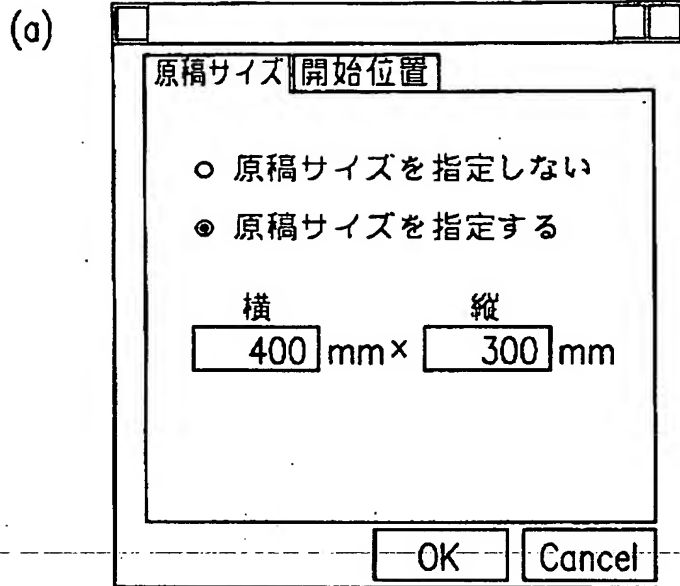 (a)
原稿サイズ 開始位置
原稿サイズを指定しない
原稿サイズを指定する
横 縦
400 mm× 300 mm
OK Cancel